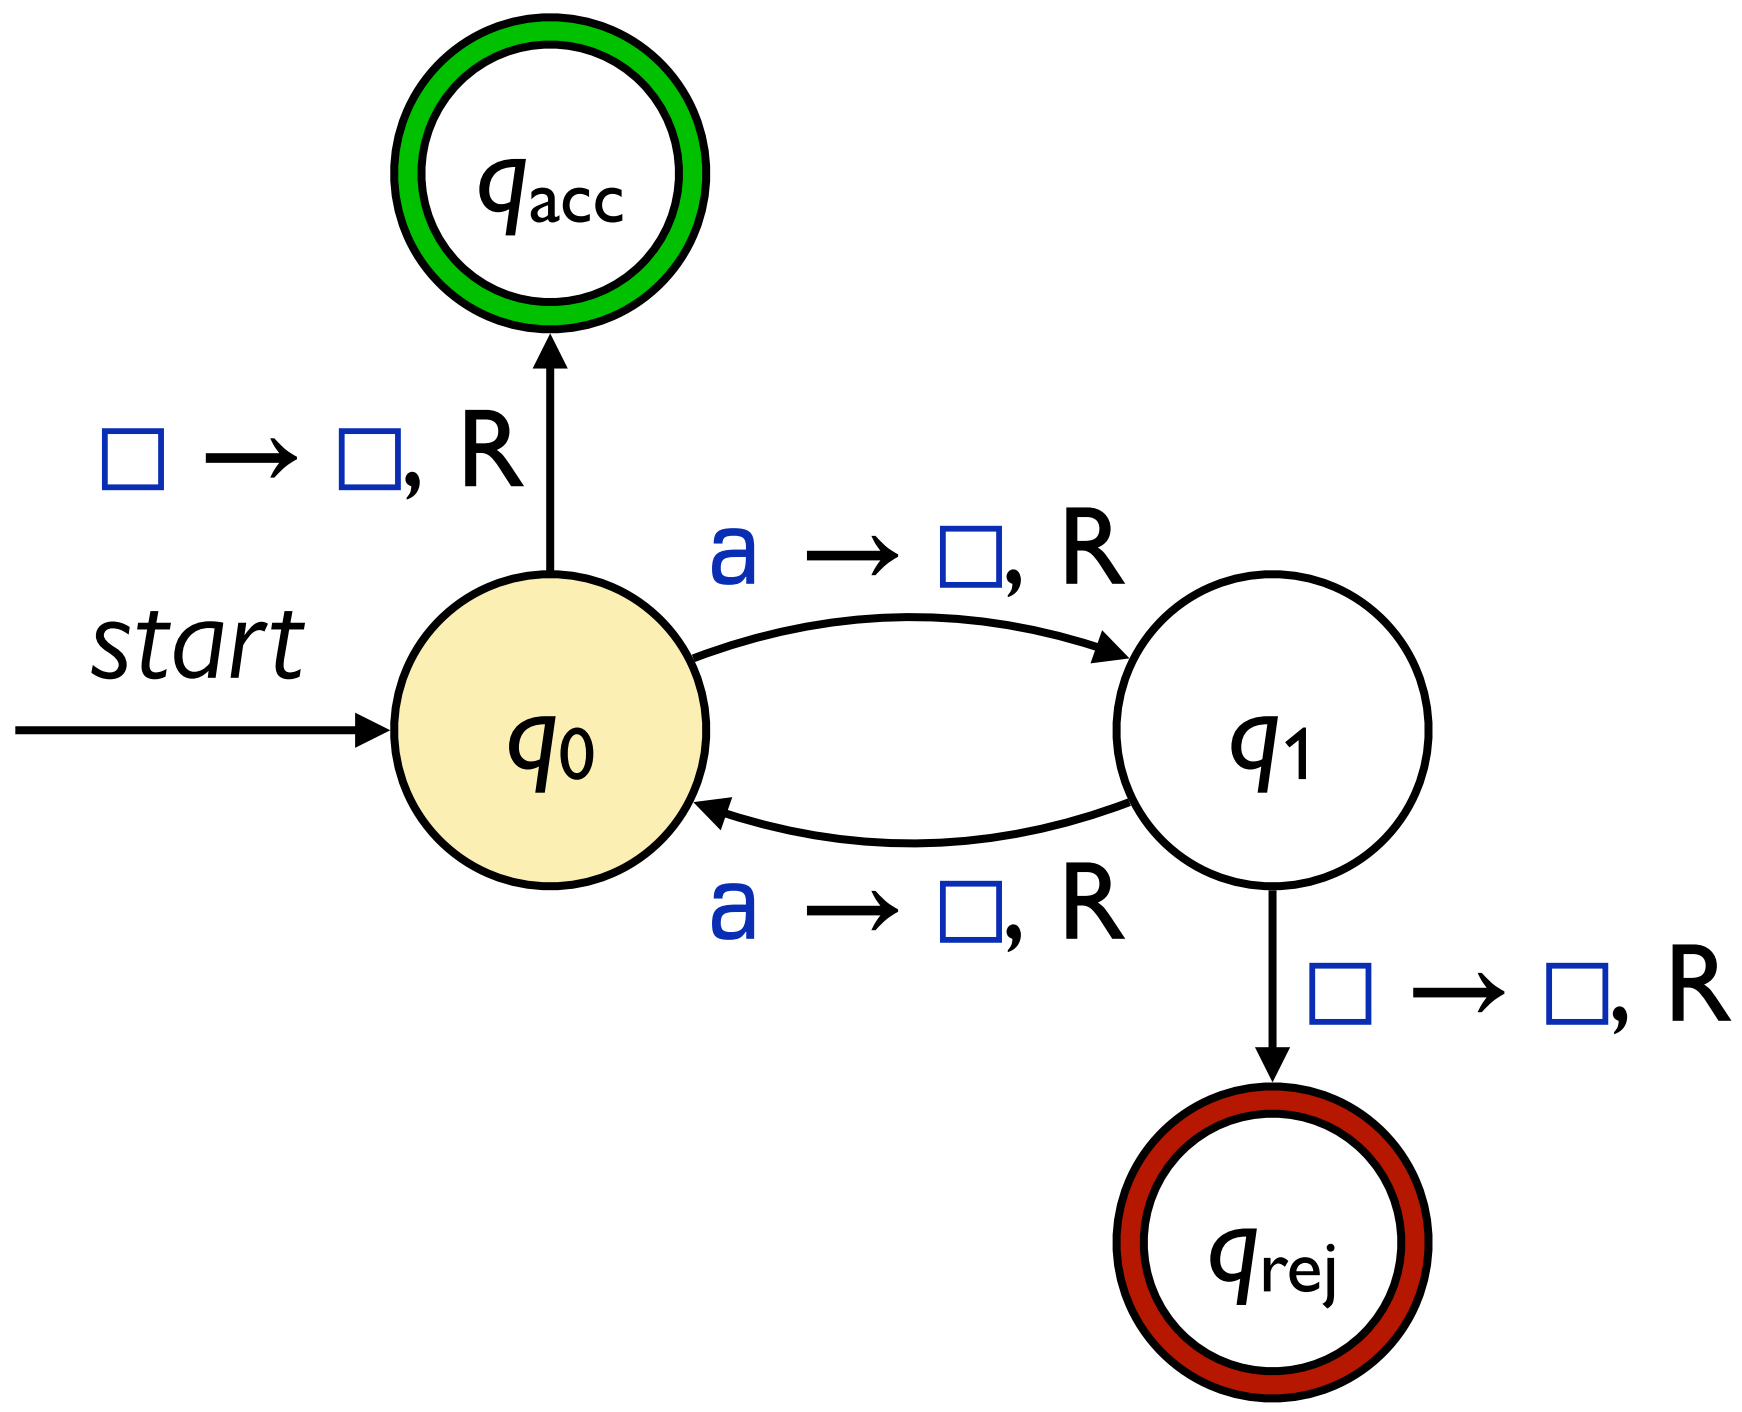 qacc
□ → □, R
a → □, R
start
q0
q1
a → □, R
□ → □, R
qrej